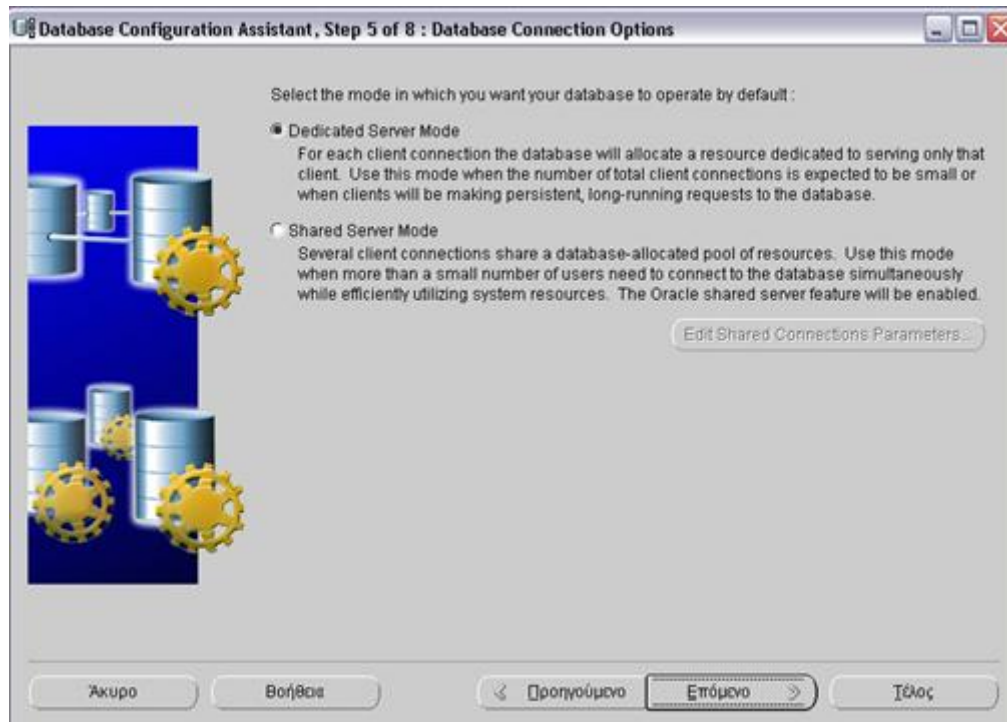 Database Configuration Assistant, Step 5 of 8 : Database Connection Options
Select the mode in which you want your database to operate by default :
Dedicated Server Mode
For each client connection the database will allocate a resource dedicated to serving only that
client. Use this mode when the number of total client connections is expected to be small or
when clients will be making persistent, long-running requests to the database.
Shared Server Mode
Several client connections share a database-allocated pool of resources. Use this mode
when more than a small number of users need to connect to the database simultaneously
while efficiently utilizing system resources. The Oracle shared server feature will be enabled.
Edit Shared Connections Parameters...
Άκυρο
Βοήθεια
Προηγούμενο
Επόμενο
Τέλος